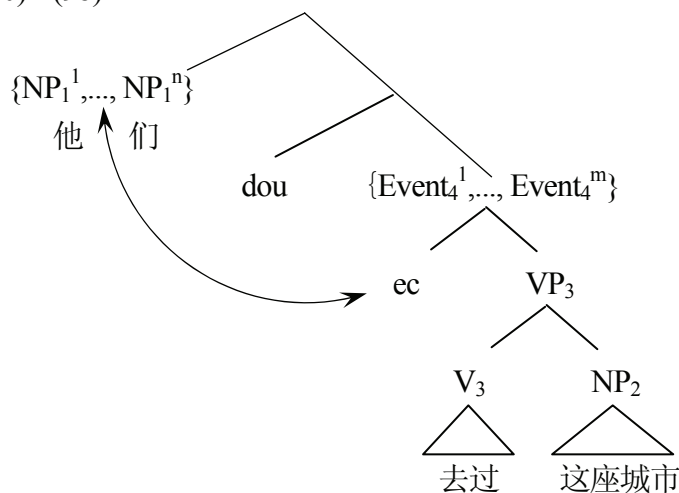 {NP₁¹,..., NP₁ⁿ}
他 们
dou {Event₄¹,..., Event₄ᵐ}
ec VP₃
V₃ NP₂
去过 这座城市